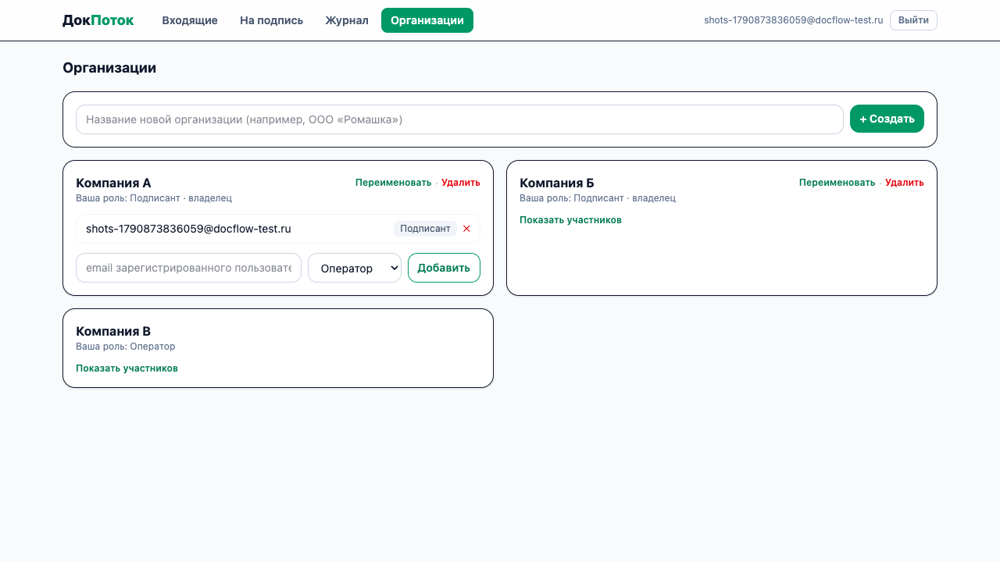 ДокПоток Входящие На подпись Журнал Организации shots-1790873836059@docflow-test.ru Выйти
Организации
Название новой организации (например, ООО «Ромашка») + Создать
Компания А Переименовать · Удалить
Ваша роль: Подписант · владелец
shots-1790873836059@docflow-test.ru Подписант ×
email зарегистрированного пользовате Оператор Добавить
Компания Б Переименовать · Удалить
Ваша роль: Подписант · владелец
Показать участников
Компания В
Ваша роль: Оператор
Показать участников